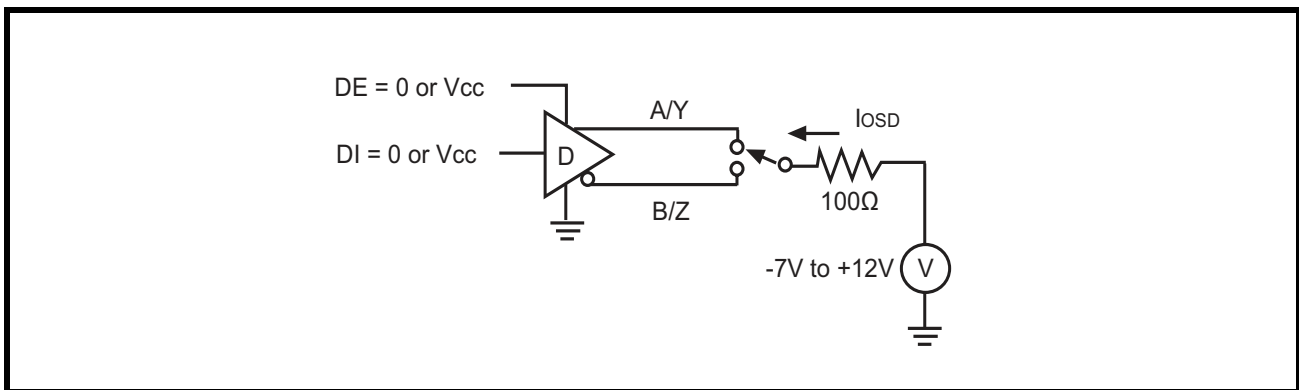 DE = 0 or Vcc
A/Y
IOSD
DI = 0 or Vcc
D
100Ω
B/Z
-7V to +12V
V